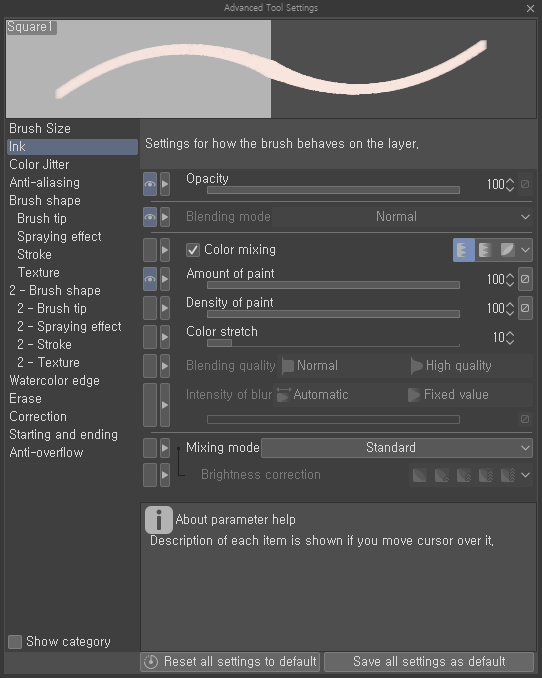 Advanced Tool Settings
Square1
Brush Size
Ink
Color Jitter
Anti-aliasing
Brush shape
Brush tip
Spraying effect
Stroke
Texture
2 - Brush shape
2 - Brush tip
2 - Spraying effect
2 - Stroke
2 - Texture
Watercolor edge
Erase
Correction
Starting and ending
Anti-overflow
Show category
Settings for how the brush behaves on the layer.
Opacity 100
Blending mode Normal
Color mixing
Amount of paint 100
Density of paint 100
Color stretch 10
Blending quality Normal High quality
Intensity of blur Automatic Fixed value
Mixing mode Standard
Brightness correction
i About parameter help
Description of each item is shown if you move cursor over it.
Reset all settings to default Save all settings as default